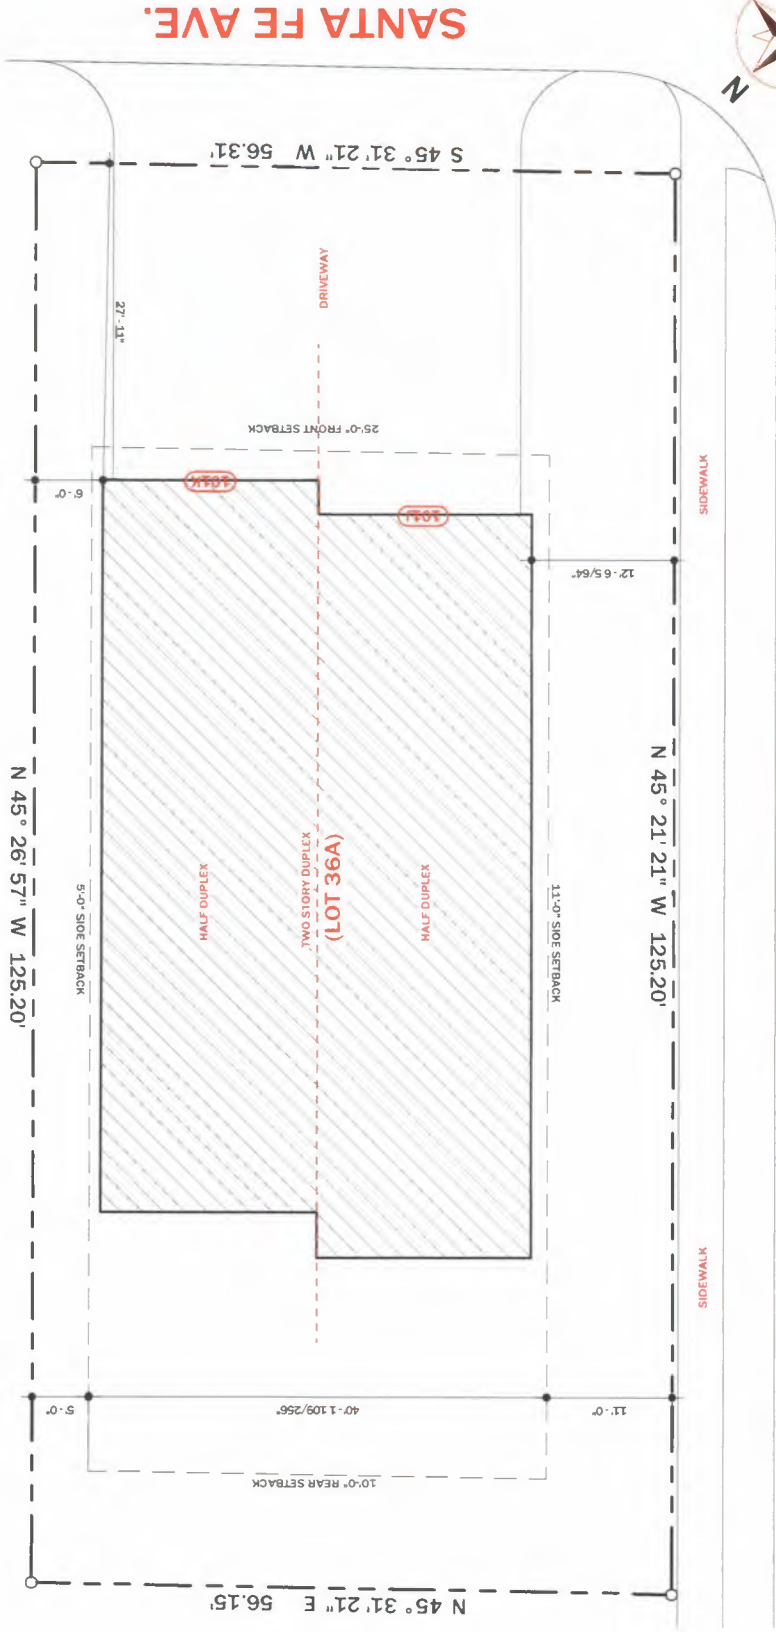 SANTA FE AVE.
N
S 45° 31' 21" W 56.31'
DRIVEWAY
27'-11"
25'-0" FRONT SETBACK
SIDEWALK
6'-0"
101K
101J
12'-6 5/64"
N 45° 21' 21" W 125.20'
N 45° 26' 57" W 125.20'
5'-0" SIDE SETBACK
HALF DUPLEX
TWO STORY DUPLEX
(LOT 36A)
HALF DUPLEX
11'-0" SIDE SETBACK
SIDEWALK
5'-0"
40'-1 109/256"
11'-0"
10'-0" REAR SETBACK
N 45° 31' 21" E 56.15'